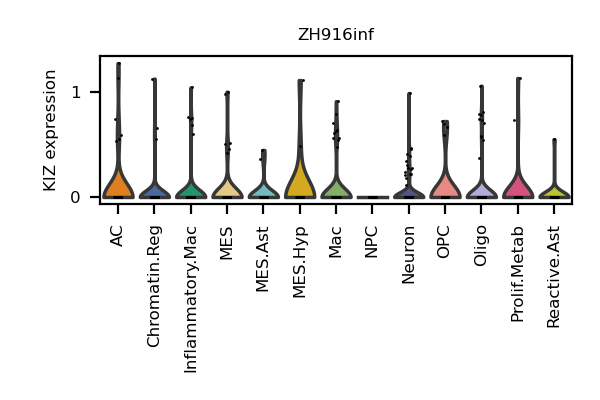 ZH916inf
KIZ expression
1
0
AC
Chromatin.Reg
Inflammatory.Mac
MES
MES.Ast
MES.Hyp
Mac
NPC
Neuron
OPC
Oligo
Prolif.Metab
Reactive.Ast